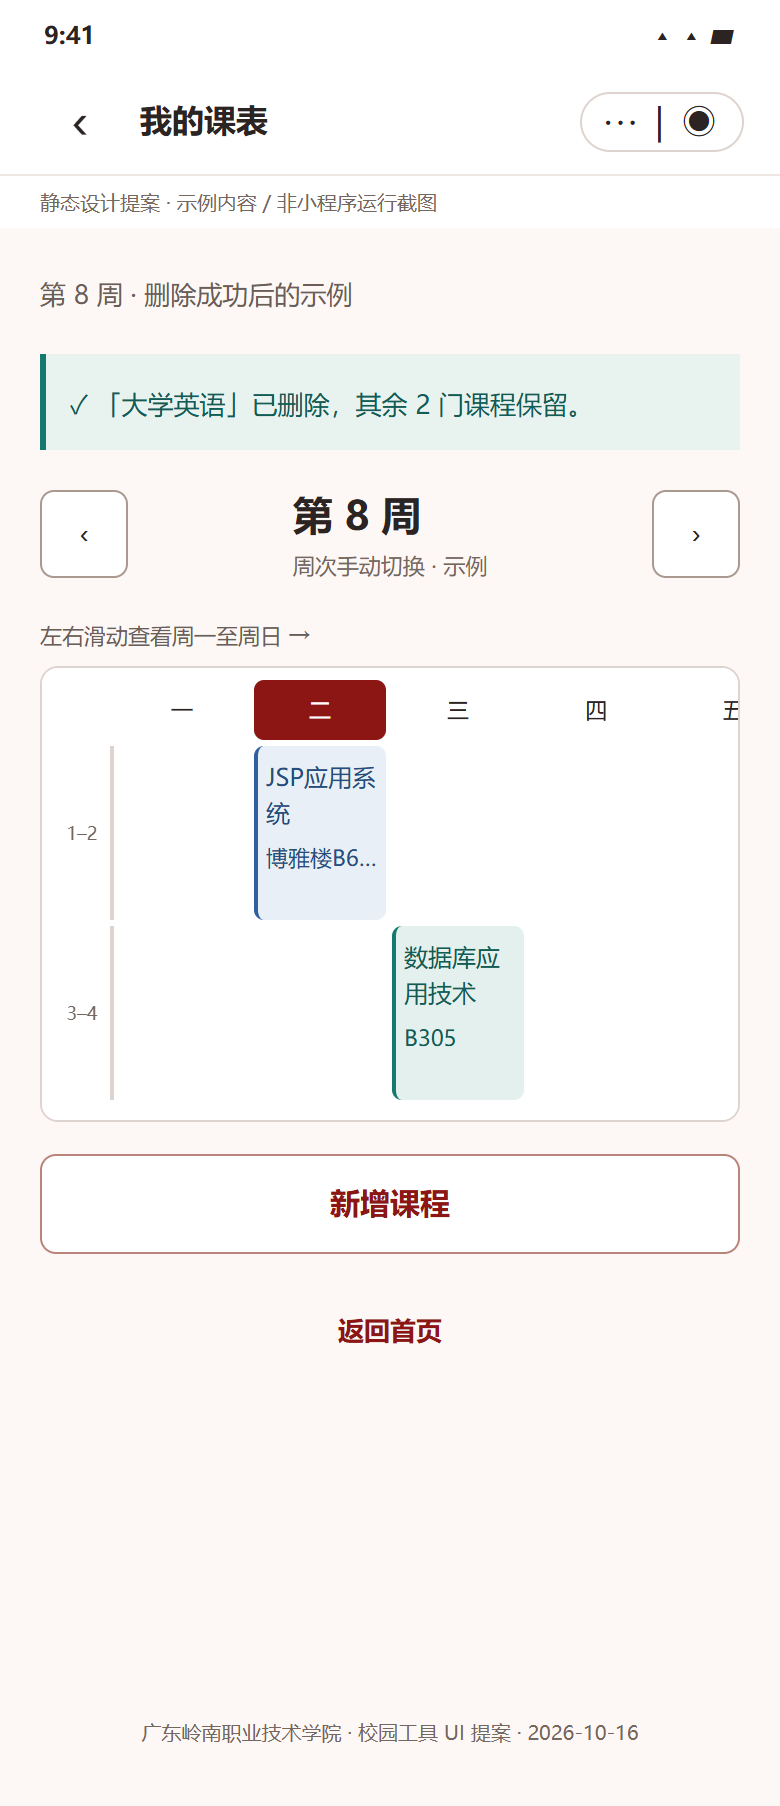 9:41
‹ 我的课表 ···
静态设计提案 · 示例内容 / 非小程序运行截图
第 8 周 · 删除成功后的示例
✓ 「大学英语」已删除，其余 2 门课程保留。
‹ 第 8 周 ›
周次手动切换 · 示例
左右滑动查看周一至周日 →
一 二 三 四 五
1–2
JSP应用系
统
博雅楼B6...
3–4
数据库应
用技术
B305
新增课程
返回首页
广东岭南职业技术学院 · 校园工具 UI 提案 · 2026-10-16